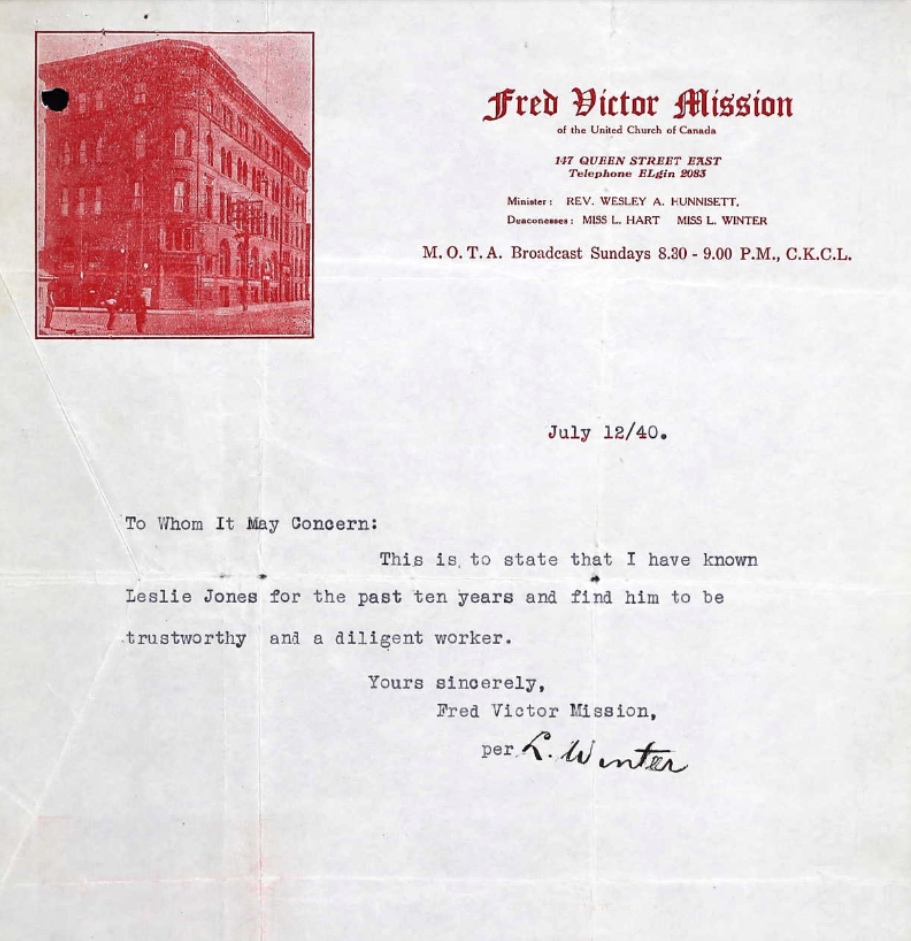 Fred Victor Mission
of the United Church of Canada
147 QUEEN STREET EAST
Telephone ELgin 2083
Minister: REV. WESLEY A. HUNNISETT,
Deaconesses: MISS L. HART MISS L. WINTER
M. O. T. A. Broadcast Sundays 8.30 - 9.00 P.M., C.K.C.L.
July 12/40.
To Whom It May Concern:
This is to state that I have known
Leslie Jones for the past ten years and find him to be
trustworthy and a diligent worker.
Yours sincerely,
Fred Victor Mission,
per L. Winter